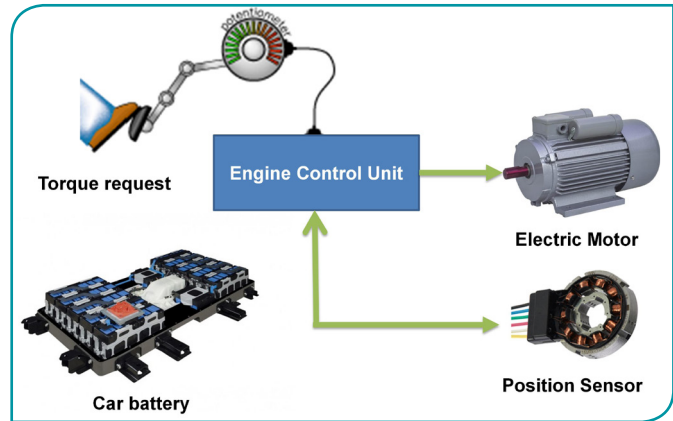 potentiometer
Engine Control Unit
Torque request
Electric Motor
Car battery
Position Sensor